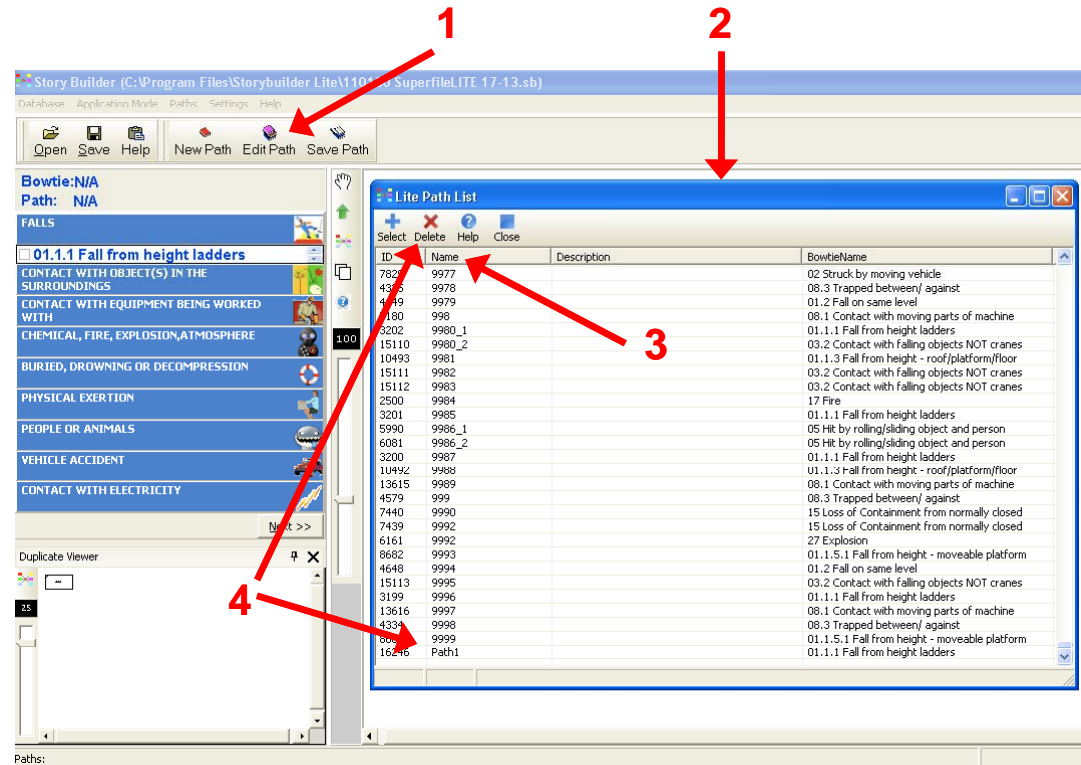 1
2
Story Builder (C:\Program Files\Storybuilder Lite\110 SuperfileLITE 17-13.sb)
Database Application Mode Paths Settings Help
Open Save Help New Path Edit Path Save Path
Bowtie:N/A
Path: N/A
FALLS
01.1.1 Fall from height ladders
CONTACT WITH OBJECT(S) IN THE
SURROUNDINGS
CONTACT WITH EQUIPMENT BEING WORKED
WITH
CHEMICAL, FIRE, EXPLOSION,ATMOSPHERE
BURIED, DROWNING OR DECOMPRESSION
PHYSICAL EXERTION
PEOPLE OR ANIMALS
VEHICLE ACCIDENT
CONTACT WITH ELECTRICITY
Next >>
Duplicate Viewer
25
100
Lite Path List
Select Delete Help Close
ID Name Description BowtieName
9977 02 Struck by moving vehicle
9978 08.3 Trapped between/ against
9979 01.2 Fall on same level
998 08.1 Contact with moving parts of machine
3202 9980_1 01.1.1 Fall from height ladders
15110 9980_2 03.2 Contact with falling objects NOT cranes
10493 9981 01.1.3 Fall from height - roof/platform/floor
15111 9982 03.2 Contact with falling objects NOT cranes
15112 9983 03.2 Contact with falling objects NOT cranes
2500 9984 17 Fire
3201 9985 01.1.1 Fall from height ladders
5990 9986_1 05 Hit by rolling/sliding object and person
6081 9986_2 05 Hit by rolling/sliding object and person
3200 9987 01.1.1 Fall from height ladders
10492 9988 01.1.3 Fall from height - roof/platform/floor
13615 9989 08.1 Contact with moving parts of machine
4579 999 08.3 Trapped between/ against
7440 9990 15 Loss of Containment from normally closed
7439 9992 15 Loss of Containment from normally closed
6161 9992 27 Explosion
8682 9993 01.1.5.1 Fall from height - moveable platform
4648 9994 01.2 Fall on same level
15113 9995 03.2 Contact with falling objects NOT cranes
3199 9996 01.1.1 Fall from height ladders
13616 9997 08.1 Contact with moving parts of machine
4334 9998 08.3 Trapped between/ against
9999 01.1.5.1 Fall from height - moveable platform
16246 Path1 01.1.1 Fall from height ladders
3
4
Paths: